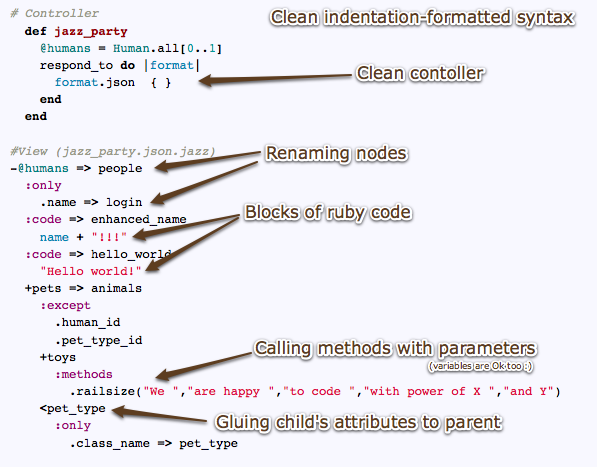 # Controller
Clean indentation-formatted syntax
  def jazz_party
    @humans = Human.all[0..1]
    respond_to do |format|
      format.json  { }
Clean contoller
    end
  end
#View (jazz_party.json.jazz)
Renaming nodes
-@humans => people
  :only
    .name => login
  :code => enhanced_name
Blocks of ruby code
    name + "!!!"
  :code => hello_world
    "Hello world!"
  +pets => animals
    :except
      .human_id
      .pet_type_id
Calling methods with parameters
    +toys
(variables are Ok too ;)
      :methods
        .railsize("We ","are happy ","to code ","with power of X ","and Y")
    <pet_type
Gluing child's attributes to parent
      :only
        .class_name => pet_type